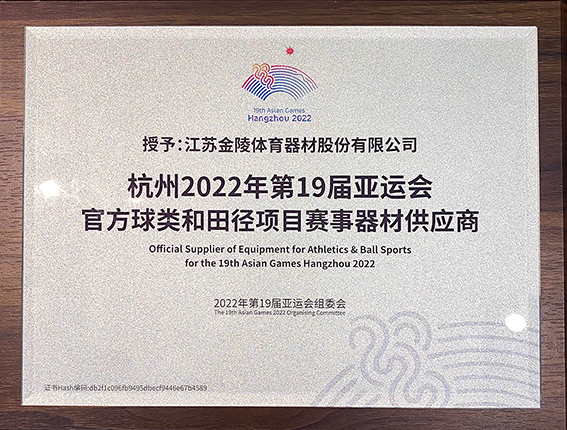 19th Asian Games
Hangzhou 2022
授予:江苏金陵体育器材股份有限公司
杭州2022年第19届亚运会
官方球类和田径项目赛事器材供应商
Official Supplier of Equipment for Athletics & Ball Sports
for the 19th Asian Games Hangzhou 2022
2022年第19届亚运会组委会
The 19th Asian Games 2022 Organising Committee
证书Hash编码:db2f1c096fb9495dbecf9446e67b4589